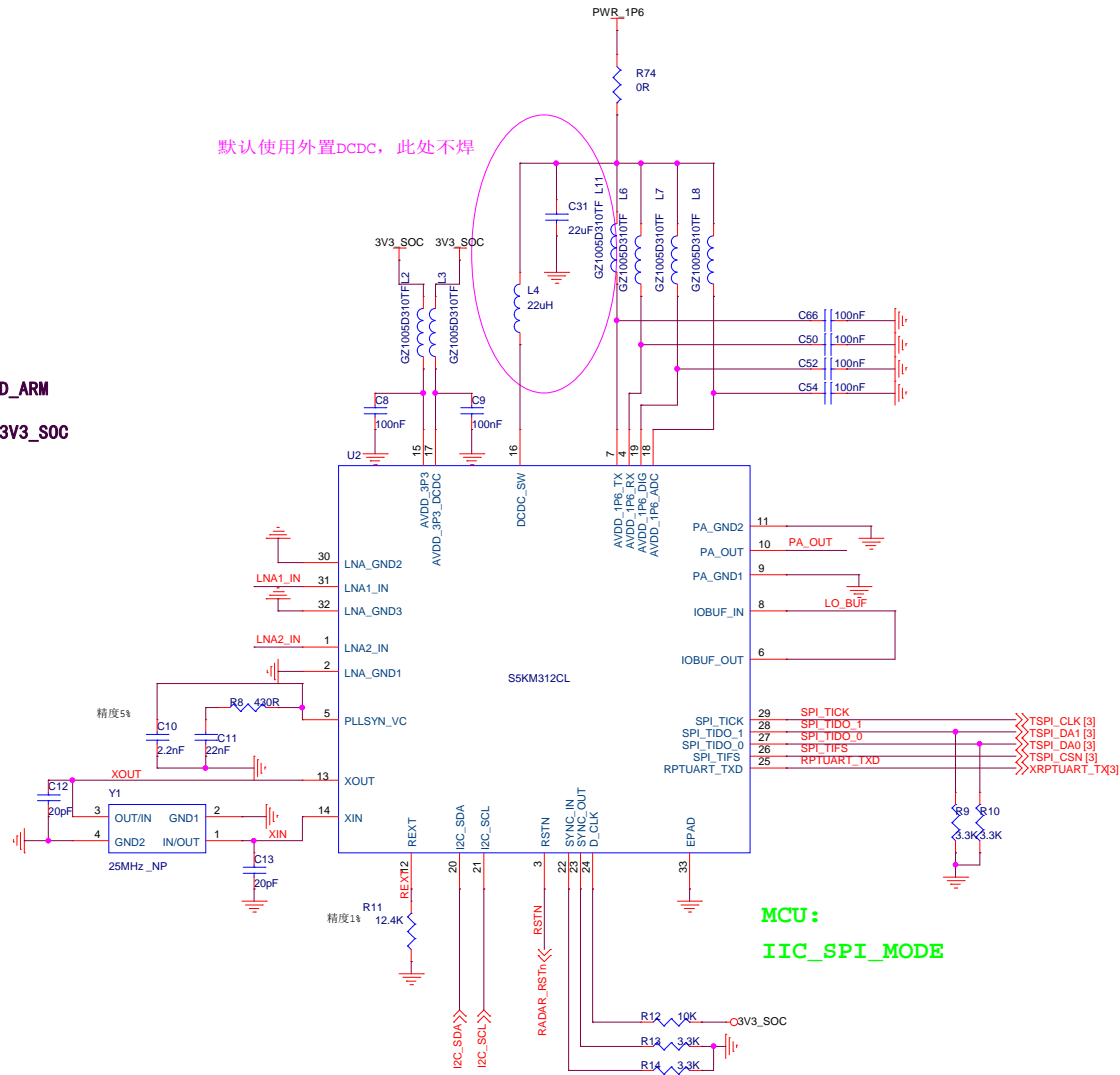 PWR_1P6
R74
0R
默认使用外置DCDC，此处不焊
C31
22uF
L11
GZ1005D310TF
L6
GZ1005D310TF
L7
GZ1005D310TF
L8
GZ1005D310TF
3V3_SOC
3V3_SOC
L2
GZ1005D310TF
L3
GZ1005D310TF
L4
22uH
C66
100nF
C50
100nF
C52
100nF
C54
100nF
D_ARM
3V3_SOC
C8
100nF
C9
100nF
U2
15
17
16
7
4
19
18
AVDD_3P3
AVDD_3P3_DCDC
DCDC_SW
AVDD_1P6_TX
AVDD_1P6_RX
AVDD_1P6_DIG
AVDD_1P6_ADC
30
LNA_GND2
LNA1_IN
31
LNA1_IN
32
LNA_GND3
LNA2_IN
1
LNA2_IN
2
LNA_GND1
5
PLLSYN_VC
XOUT
13
XOUT
XIN
14
XIN
S5KM312CL
PA_GND2
11
PA_OUT
10
PA_OUT
PA_GND1
9
IOBUF_IN
8
LO_BUF
IOBUF_OUT
6
SPI_TICK
29
SPI_TICK
TSPI_CLK [3]
SPI_TIDO_1
28
SPI_TIDO_1
TSPI_DA1 [3]
SPI_TIDO_0
27
SPI_TIDO_0
TSPI_DA0 [3]
SPI_TIFS
26
SPI_TIFS
TSPI_CSN [3]
RPTUART_TXD
25
RPTUART_TXD
XRPTUART_TX[3]
精度5%
R8
430R
C10
2.2nF
C11
22nF
C12
20pF
Y1
3
OUT/IN
GND1
2
4
GND2
IN/OUT
1
25MHz_NP
C13
20pF
R9
3.3K
R10
3.3K
REXT
I2C_SDA
I2C_SCL
RSTN
SYNC_IN
SYNC_OUT
D_CLK
EPAD
12
20
21
3
22
23
24
33
REXT
精度1%
R11
12.4K
RSTN
RADAR_RSTn
I2C_SDA
I2C_SCL
MCU:
IIC_SPI_MODE
R12
10K
3V3_SOC
R13
3.3K
R14
3.3K